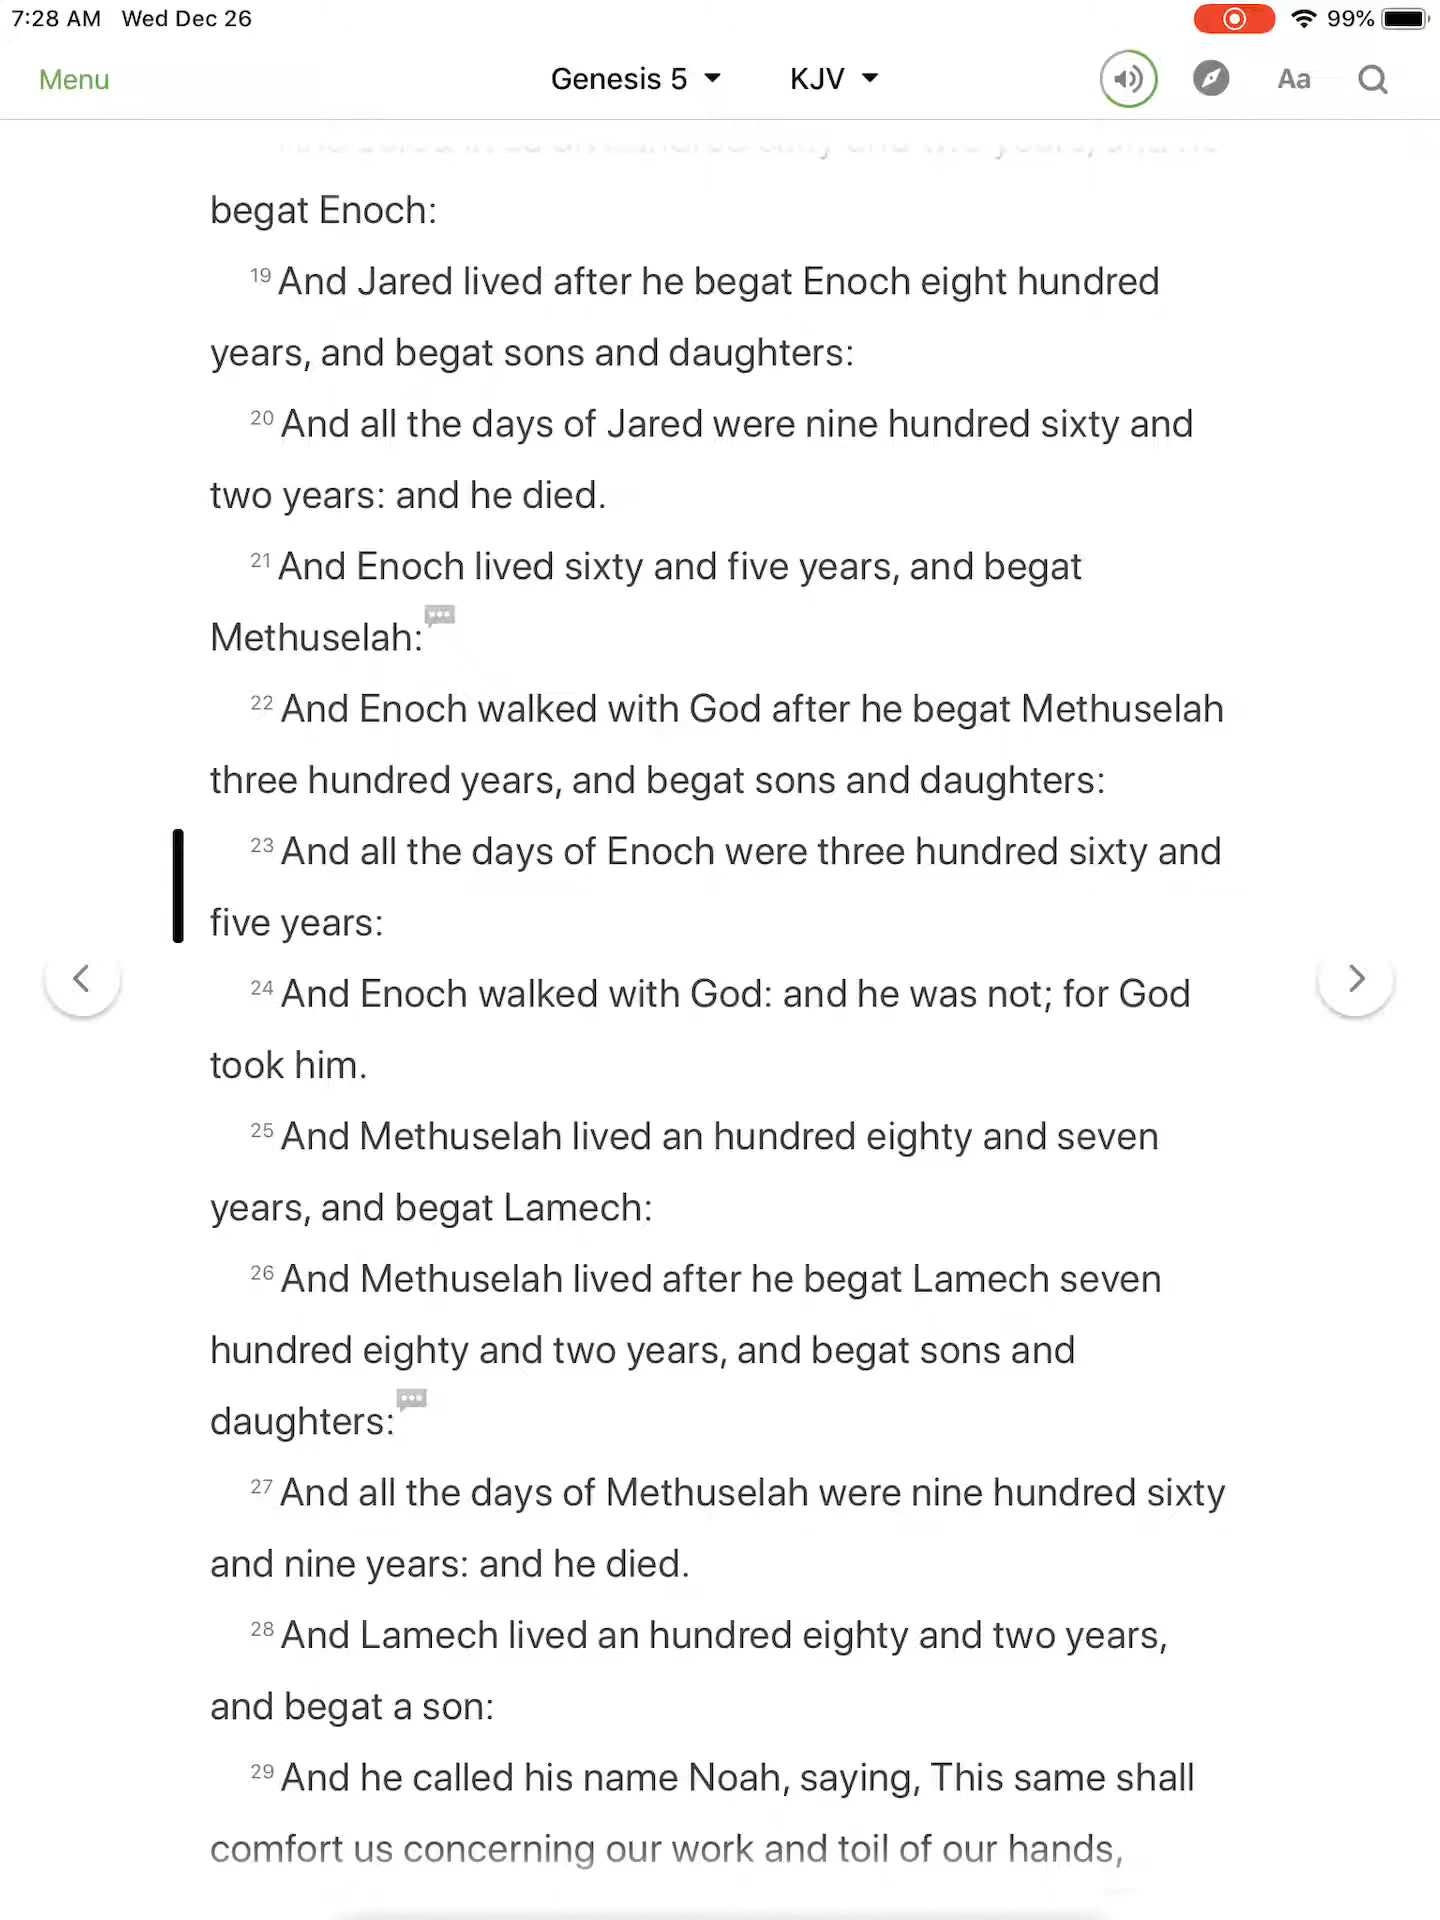 7:28 AM Wed Dec 26 99%
Menu Genesis 5 KJV Aa
begat Enoch:
19 And Jared lived after he begat Enoch eight hundred
years, and begat sons and daughters:
20 And all the days of Jared were nine hundred sixty and
two years: and he died.
21 And Enoch lived sixty and five years, and begat
Methuselah:
22 And Enoch walked with God after he begat Methuselah
three hundred years, and begat sons and daughters:
23 And all the days of Enoch were three hundred sixty and
five years:
24 And Enoch walked with God: and he was not; for God
took him.
25 And Methuselah lived an hundred eighty and seven
years, and begat Lamech:
26 And Methuselah lived after he begat Lamech seven
hundred eighty and two years, and begat sons and
daughters:
27 And all the days of Methuselah were nine hundred sixty
and nine years: and he died.
28 And Lamech lived an hundred eighty and two years,
and begat a son:
29 And he called his name Noah, saying, This same shall
comfort us concerning our work and toil of our hands,